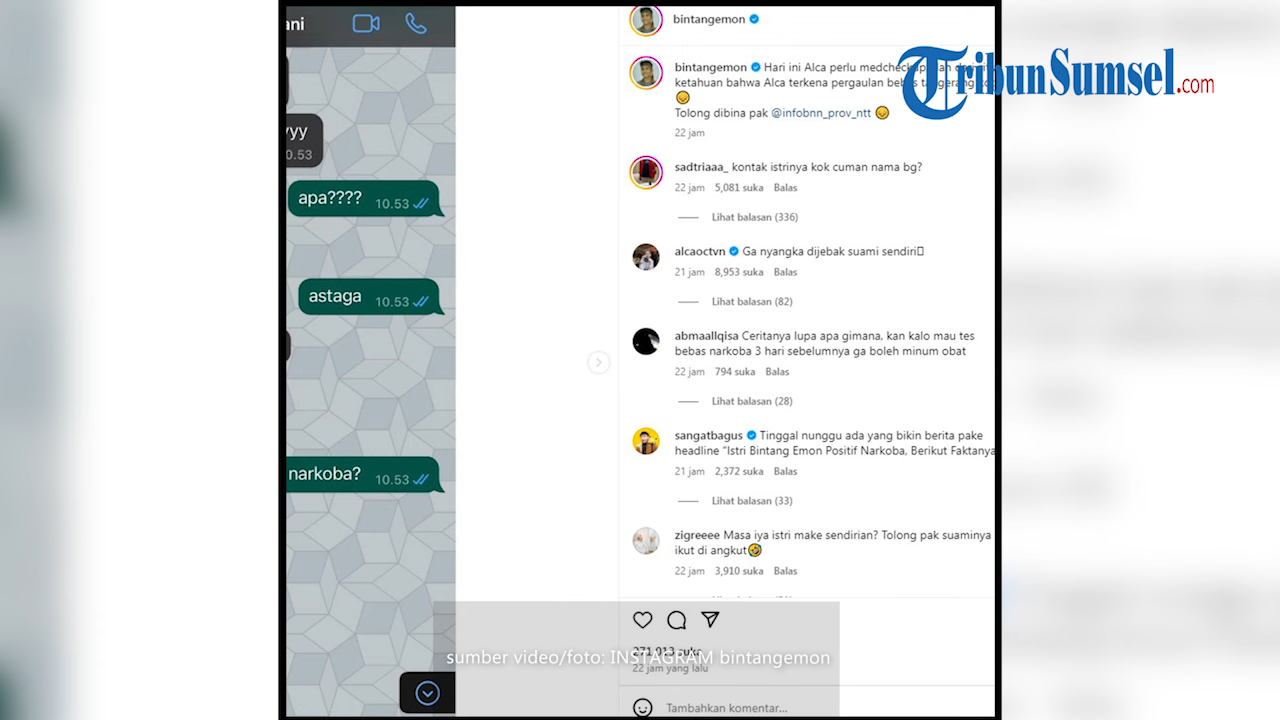 ani
yyy
0.53
apa???? 10.53
astaga 10.53
narkoba? 10.53
bintangemon
bintangemon Hari ini Alca perlu medcheckup
ketahuan bahwa Alca terkena pergaulan
Tolong dibina pak @infobnn_prov_ntt
22 jam
sadtriaaa_ kontak istrinya kok cuman nama bg?
22 jam 5,081 suka Balas
Lihat balasan (336)
alcaoctvn Ga nyangka dijebak suami sendiri
21 jam 8,953 suka Balas
Lihat balasan (82)
abmaallqisa Ceritanya lupa apa gimana, kan kalo mau tes
bebas narkoba 3 hari sebelumnya ga boleh minum obat
22 jam 794 suka Balas
Lihat balasan (28)
sangatbagus Tinggal nunggu ada yang bikin berita pake
headline "Istri Bintang Emon Positif Narkoba, Berikut Faktanya
21 jam 2,372 suka Balas
Lihat balasan (33)
zigreeee Masa iya istri make sendirian? Tolong pak suaminya
ikut di angkut
22 jam 3,910 suka Balas
271,013 suka
22 jam yang lalu
Tambahkan komentar...
TribunSumsel.com
sumber video/foto: INSTAGRAM bintangemon